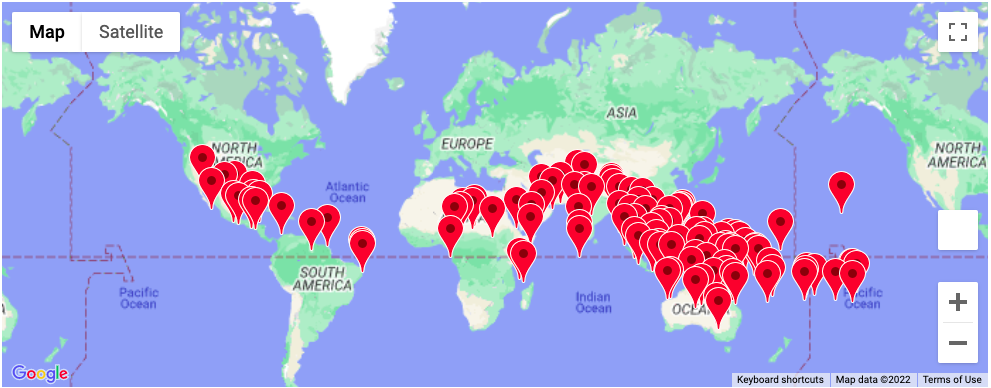 Map
Satellite
ASIA
EUROPE
NORTH
AMERICA
NORTH
AMERICA
Atlantic
Ocean
SOUTH
AMERICA
Indian
Ocean
Pacific
Ocean
Pacific
Ocean
Google
Keyboard shortcuts
Map data ©2022
Terms of Use